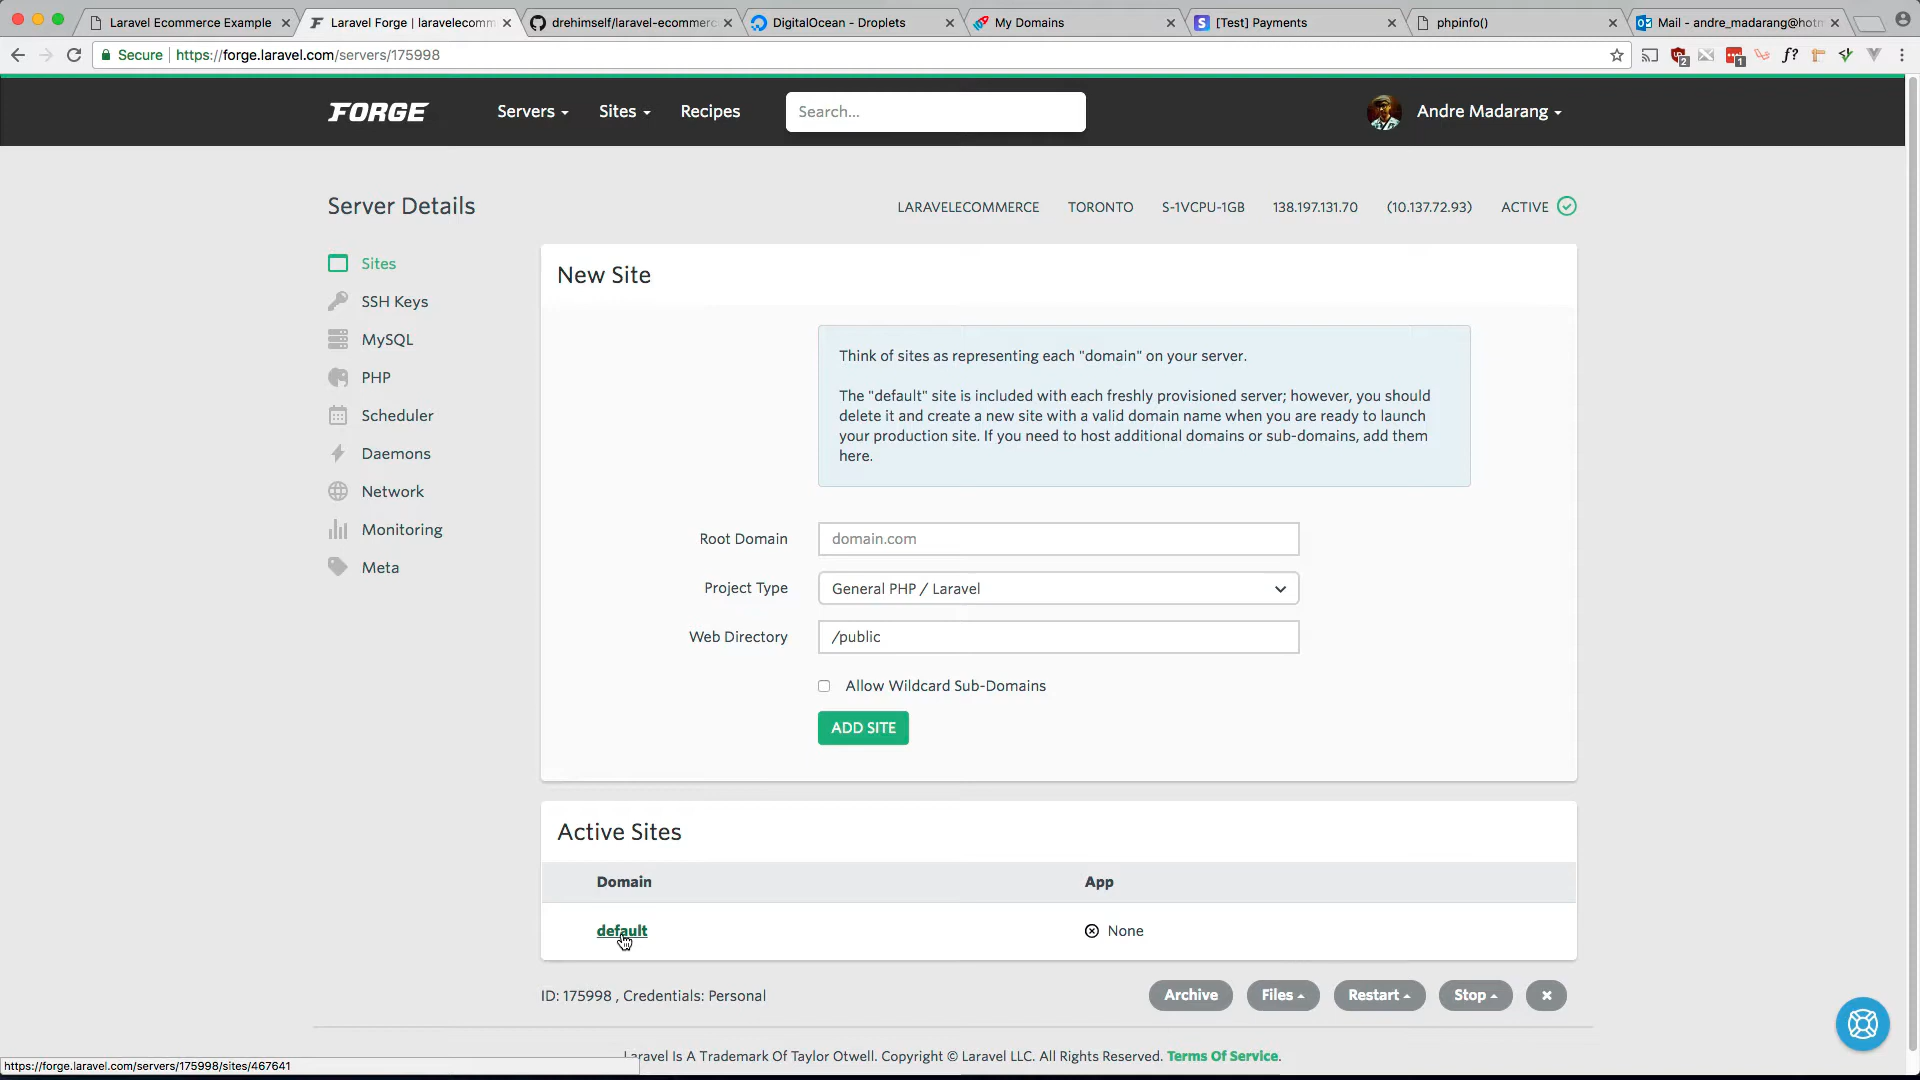 Laravel Ecommerce Example
Laravel Forge | laravelecomm
drehimself/laravel-ecommerc
DigitalOcean - Droplets
My Domains
[Test] Payments
phpinfo()
Mail - andre_madarang@hotm
Secure
https://forge.laravel.com/servers/175998
2
1
f?
FORGE
Servers
Sites
Recipes
Search...
Andre Madarang
Server Details
LARAVELECOMMERCE
TORONTO
S-1VCPU-1GB
138.197.131.70
(10.137.72.93)
ACTIVE
Sites
SSH Keys
MySQL
PHP
Scheduler
Daemons
Network
Monitoring
Meta
New Site
Think of sites as representing each "domain" on your server.
The "default" site is included with each freshly provisioned server; however, you should
delete it and create a new site with a valid domain name when you are ready to launch
your production site. If you need to host additional domains or sub-domains, add them
here.
Root Domain
domain.com
Project Type
General PHP / Laravel
Web Directory
/public
Allow Wildcard Sub-Domains
ADD SITE
Active Sites
Domain
App
default
None
ID: 175998 , Credentials: Personal
Archive
Files
Restart
Stop
Laravel Is A Trademark Of Taylor Otwell. Copyright © Laravel LLC. All Rights Reserved. Terms Of Service.
https://forge.laravel.com/servers/175998/sites/467641